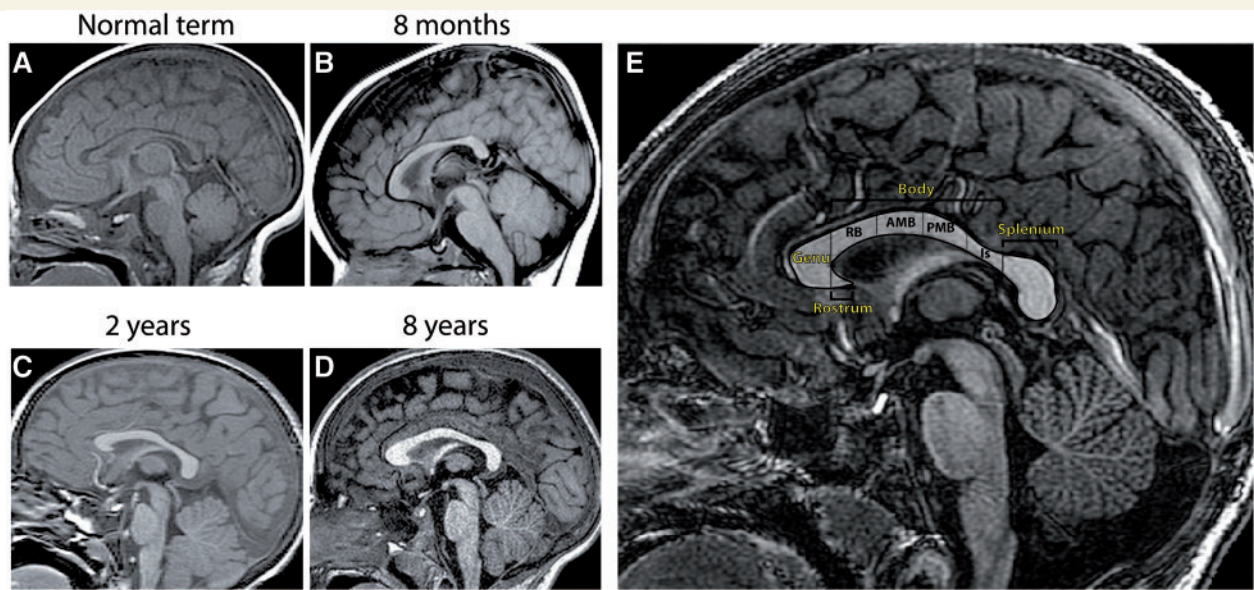 Normal term
8 months
A
B
2 years
8 years
C
D
E
Body
RB
AMB
PMB
Splenium
Genu
Is
Rostrum